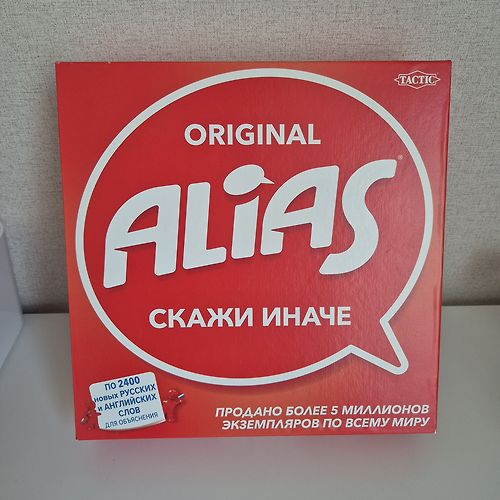 TACTIC
ORIGINAL
ALiAS®
СКАЖИ ИНАЧЕ
ПО 2400
новых РУССКИХ
и АНГЛИЙСКИХ
СЛОВ
ДЛЯ ОБЪЯСНЕНИЯ
ПРОДАНО БОЛЕЕ 5 МИЛЛИОНОВ
ЭКЗЕМПЛЯРОВ ПО ВСЕМУ МИРУ